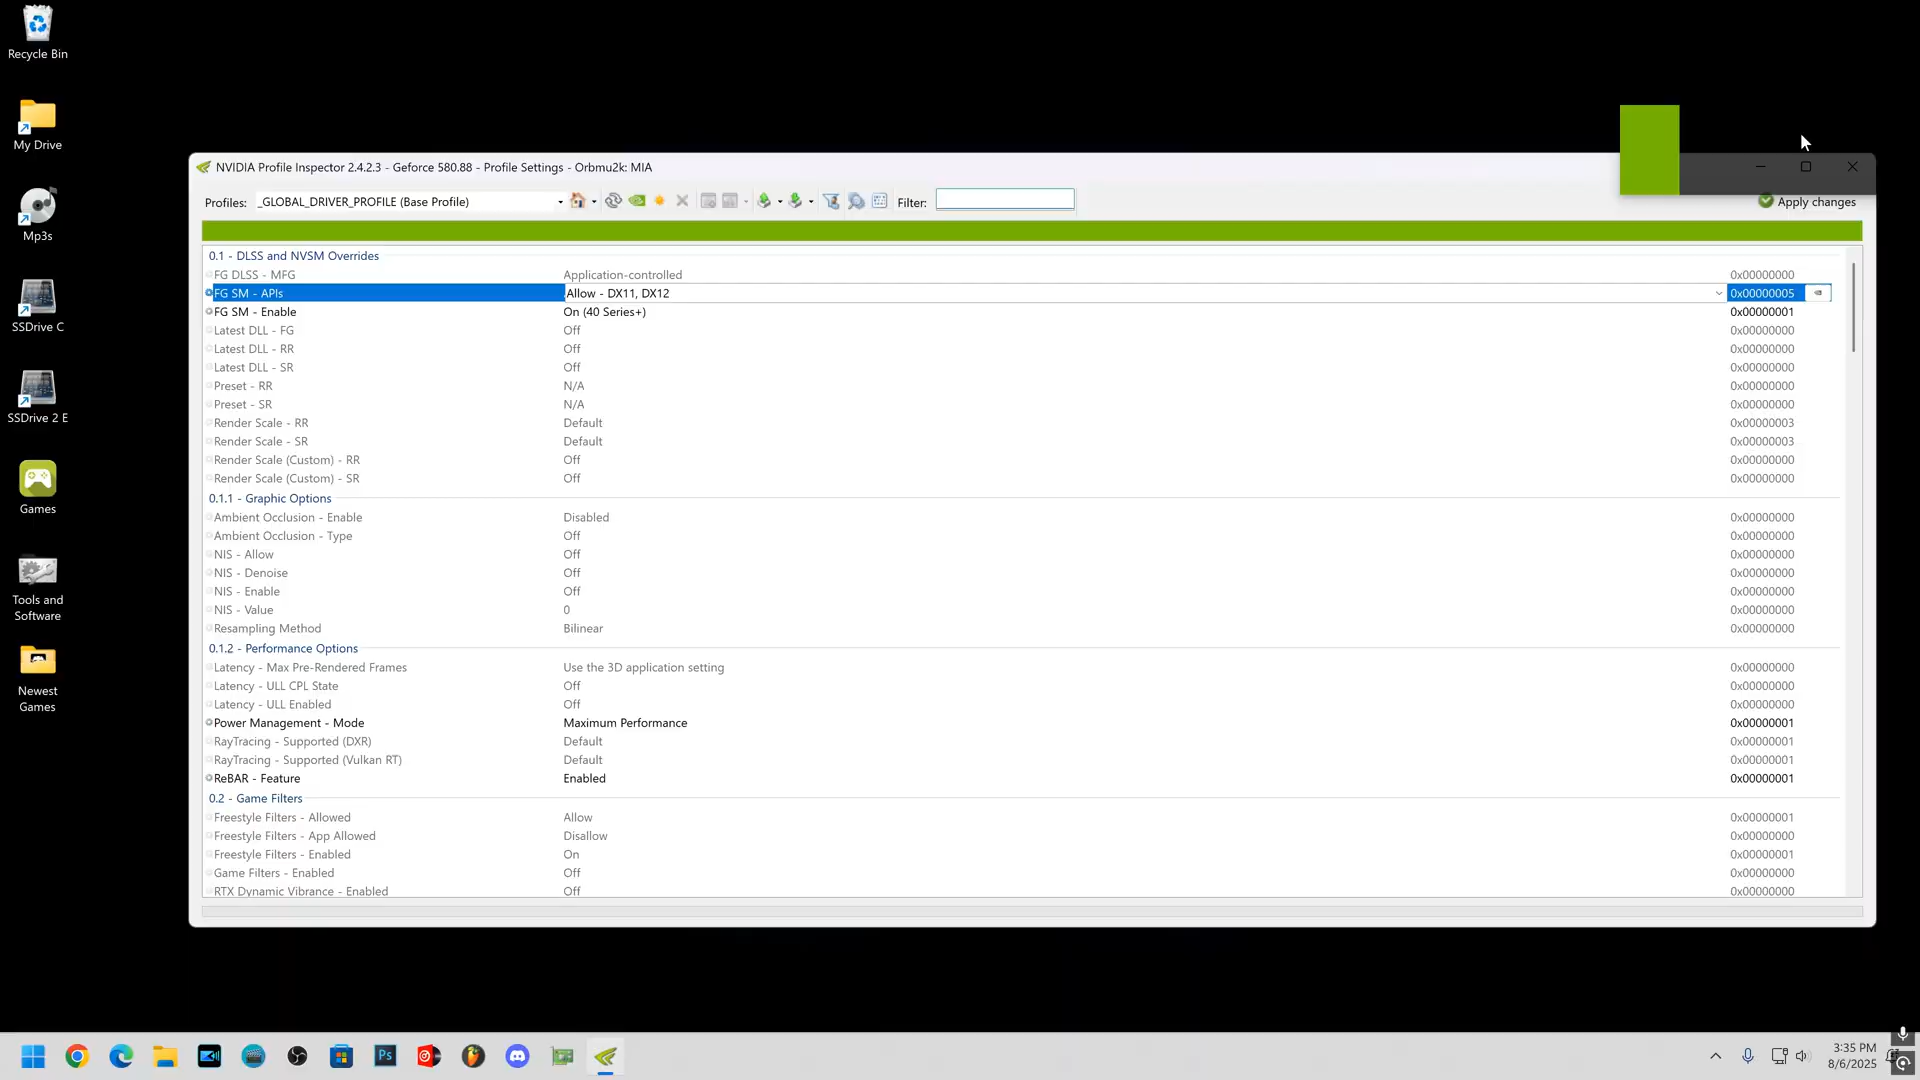 Recycle Bin
My Drive
Mp3s
SSDrive C
SSDrive 2 E
Games
Tools and
Software
Newest
Games
NVIDIA Profile Inspector 2.4.2.3 - Geforce 580.88 - Profile Settings - Orbmu2k: MIA
Profiles: _GLOBAL_DRIVER_PROFILE (Base Profile) Filter: Apply changes
0.1 - DLSS and NVSM Overrides
FG DLSS - MFG Application-controlled 0x00000000
FG SM - APIs Allow - DX11, DX12 0x00000005
FG SM - Enable On (40 Series+) 0x00000001
Latest DLL - FG Off 0x00000000
Latest DLL - RR Off 0x00000000
Latest DLL - SR Off 0x00000000
Preset - RR N/A 0x00000000
Preset - SR N/A 0x00000000
Render Scale - RR Default 0x00000003
Render Scale - SR Default 0x00000003
Render Scale (Custom) - RR Off 0x00000000
Render Scale (Custom) - SR Off 0x00000000
0.1.1 - Graphic Options
Ambient Occlusion - Enable Disabled 0x00000000
Ambient Occlusion - Type Off 0x00000000
NIS - Allow Off 0x00000000
NIS - Denoise Off 0x00000000
NIS - Enable Off 0x00000000
NIS - Value 0 0x00000000
Resampling Method Bilinear 0x00000000
0.1.2 - Performance Options
Latency - Max Pre-Rendered Frames Use the 3D application setting 0x00000000
Latency - ULL CPL State Off 0x00000000
Latency - ULL Enabled Off 0x00000000
Power Management - Mode Maximum Performance 0x00000001
RayTracing - Supported (DXR) Default 0x00000001
RayTracing - Supported (Vulkan RT) Default 0x00000001
ReBAR - Feature Enabled 0x00000001
0.2 - Game Filters
Freestyle Filters - Allowed Allow 0x00000001
Freestyle Filters - App Allowed Disallow 0x00000000
Freestyle Filters - Enabled On 0x00000001
Game Filters - Enabled Off 0x00000000
RTX Dynamic Vibrance - Enabled Off 0x00000000
Ps
3:35 PM
8/6/2025